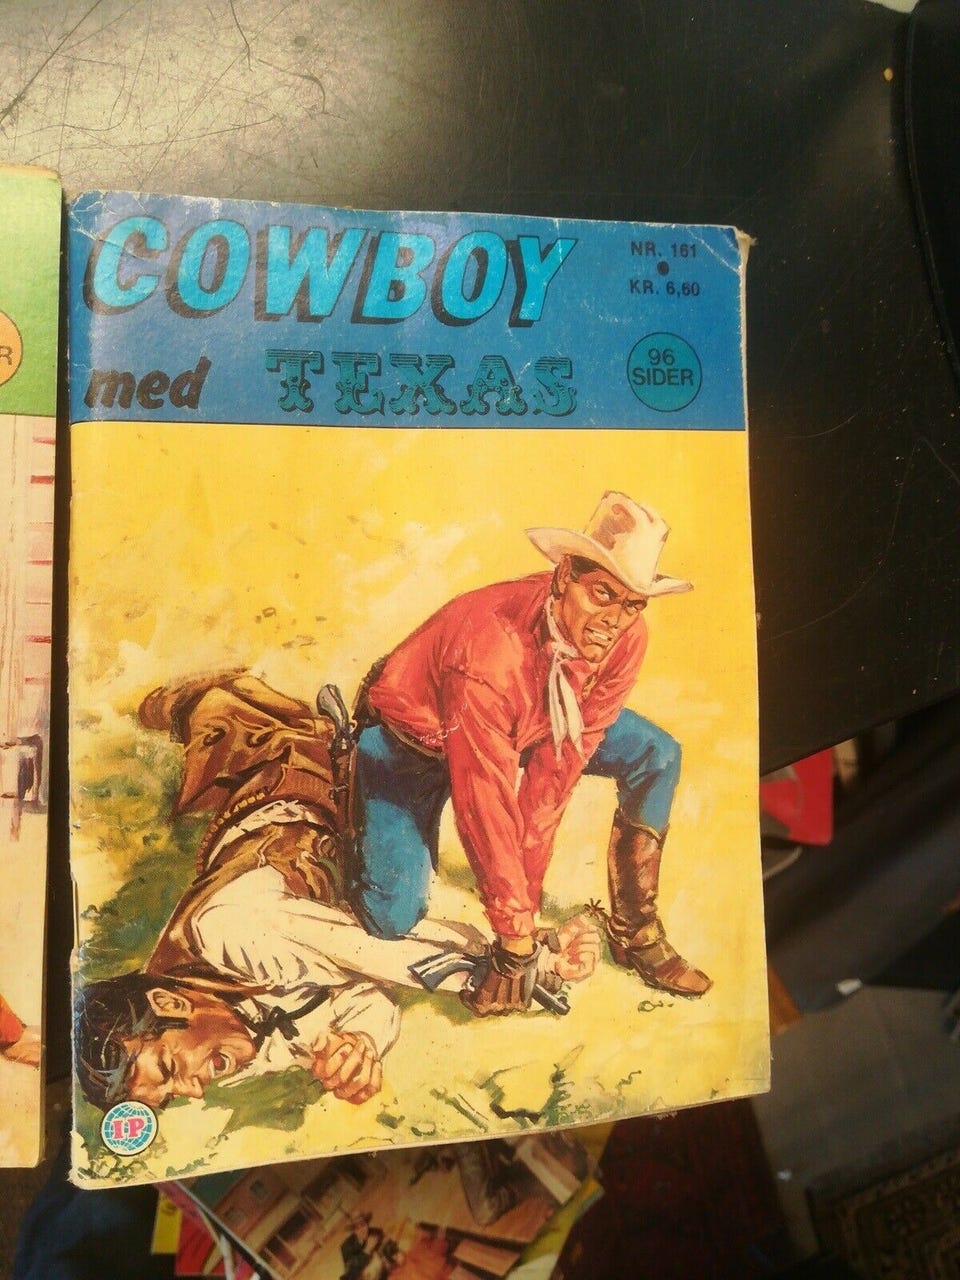 COWBOY
NR. 161
KR. 6,60
med TEXAS
96
SIDER
I·P
R